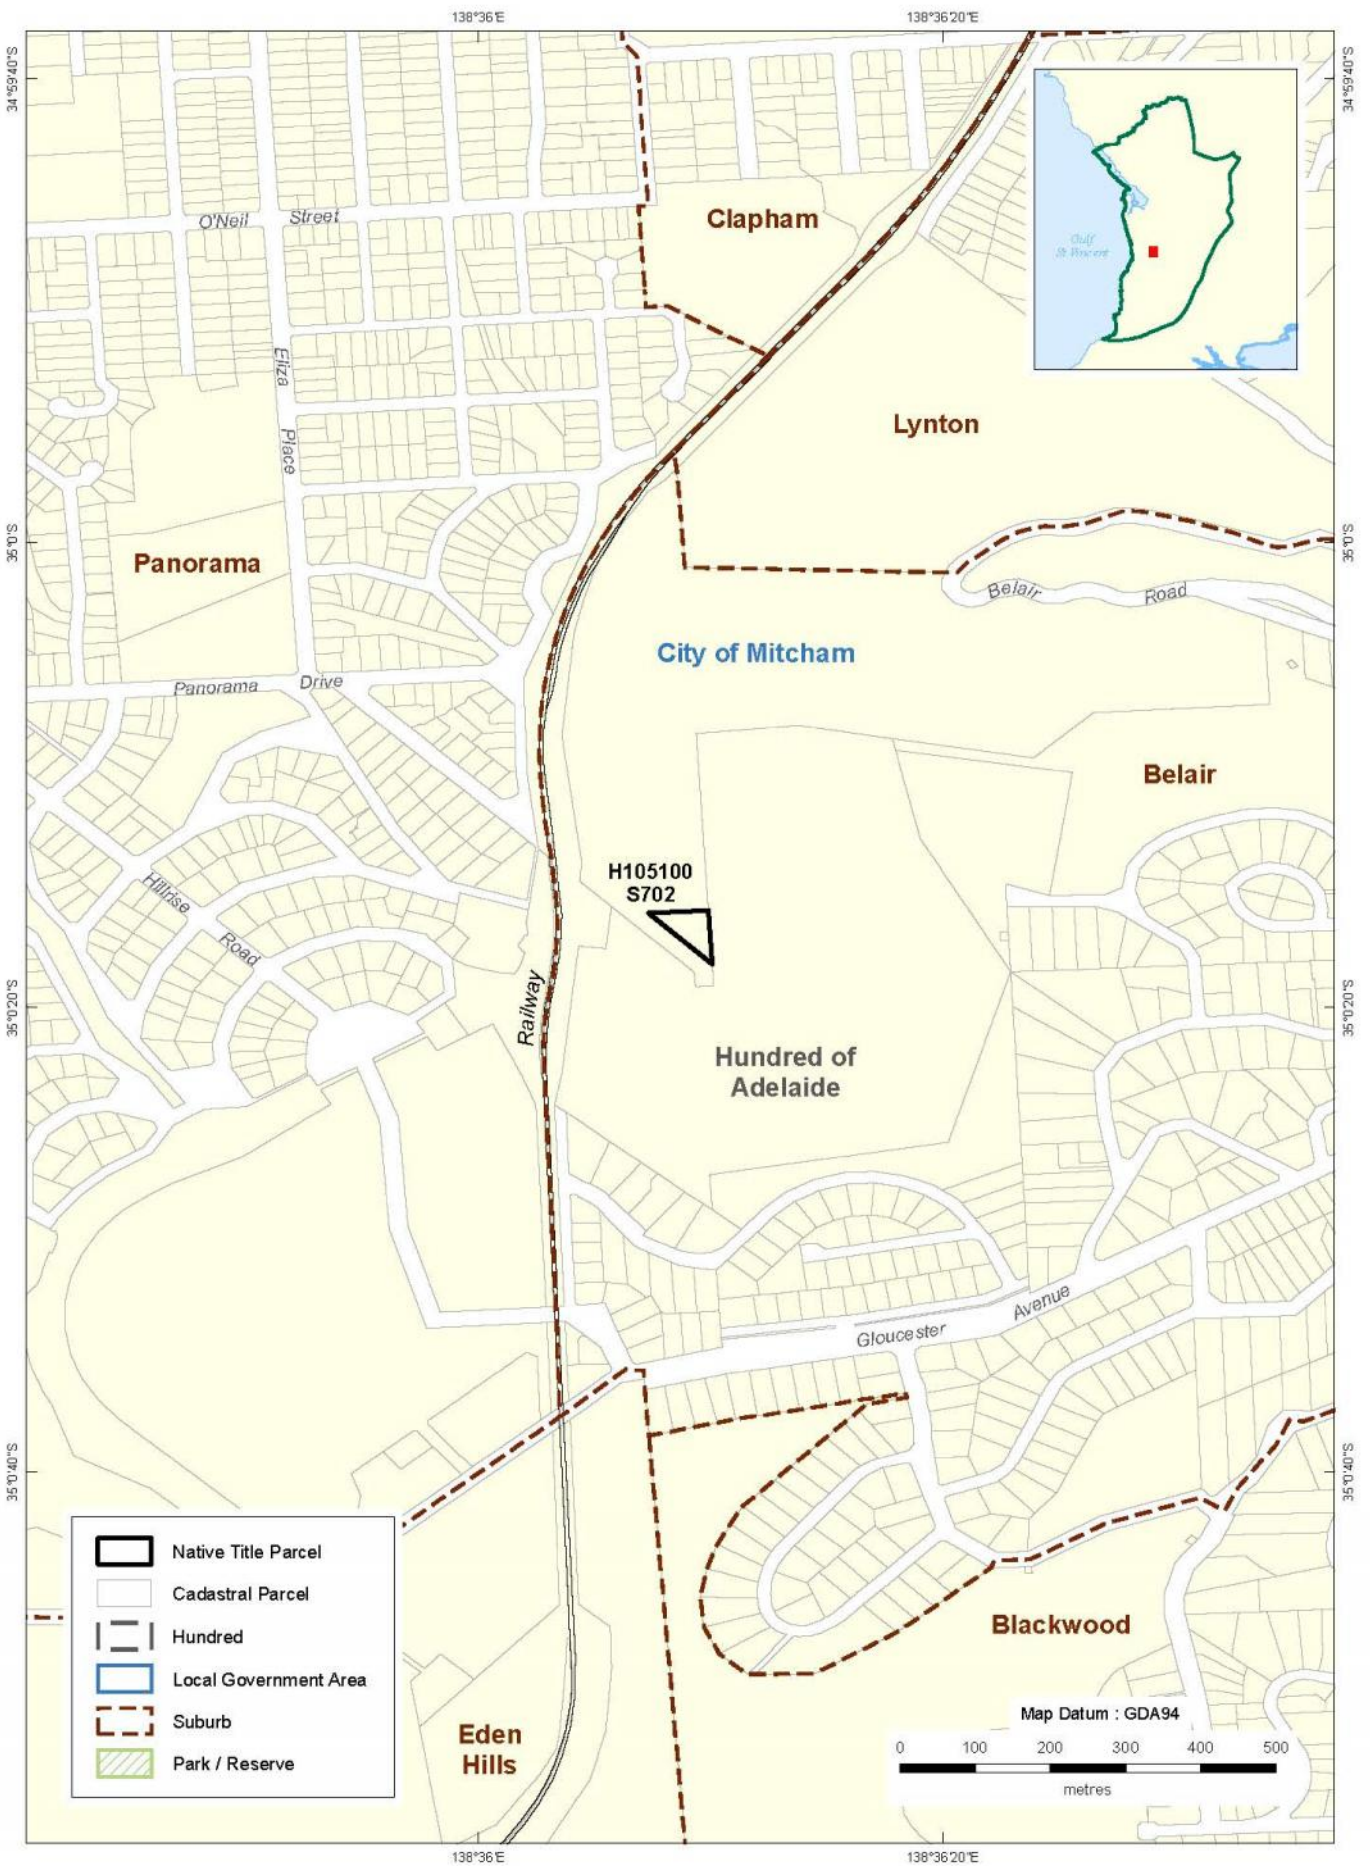 138°36'E
138°36'20"E
34°59'40"S
34°59'40"S
O'Neil
Street
Clapham
Gulf
St Vincent
Eliza
Place
Lynton
35°0'S
35°0'S
Panorama
Belair
Road
City of Mitcham
Panorama
Drive
Belair
H105100
S702
Hillrise
Road
Railway
35°0'20"S
35°0'20"S
Hundred of
Adelaide
Gloucester
Avenue
35°0'40"S
35°0'40"S
Native Title Parcel
Cadastral Parcel
Hundred
Local Government Area
Suburb
Park / Reserve
Blackwood
Eden
Hills
Map Datum : GDA94
0 100 200 300 400 500
metres
138°36'E
138°36'20"E